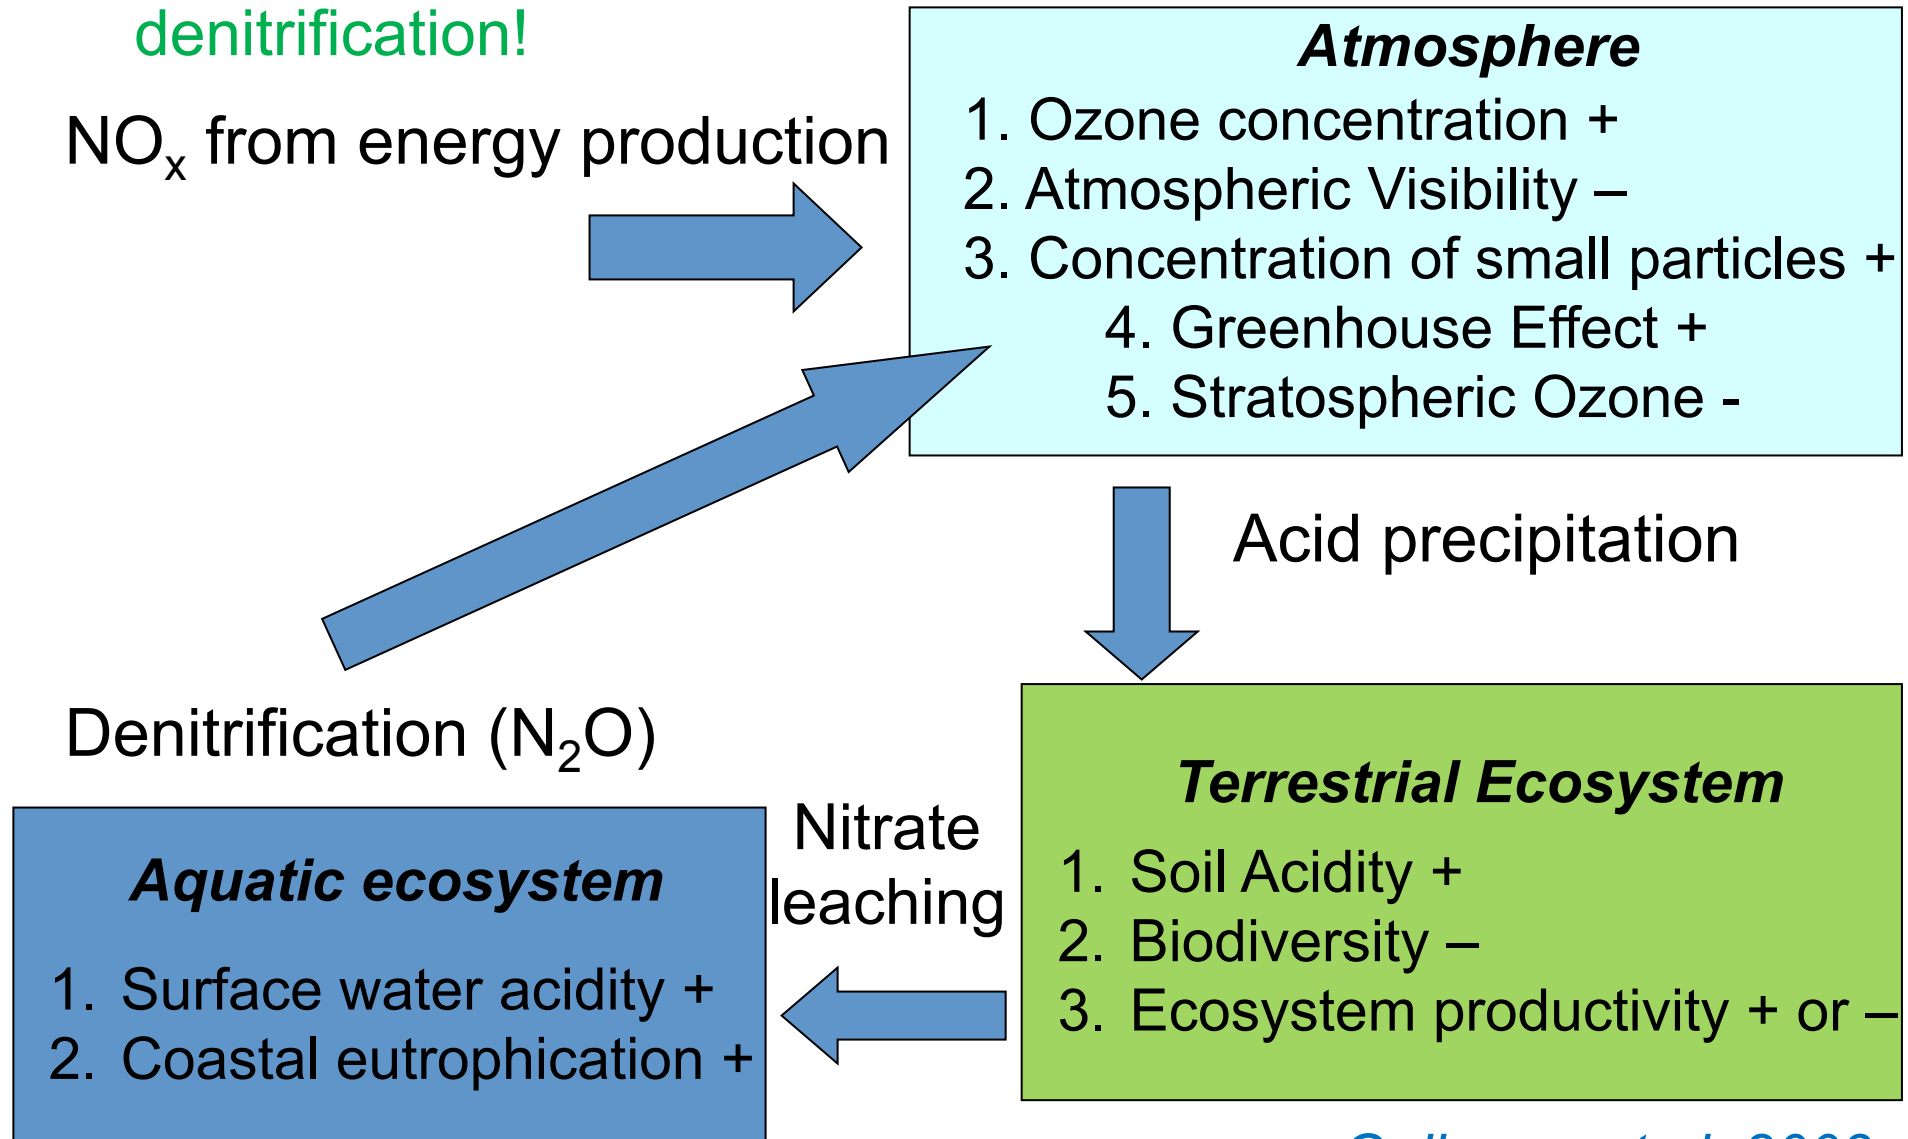 denitrification!
NOₓ from energy production
Atmosphere
1. Ozone concentration +
2. Atmospheric Visibility –
3. Concentration of small particles +
4. Greenhouse Effect +
5. Stratospheric Ozone -
Acid precipitation
Denitrification (N₂O)
Terrestrial Ecosystem
1. Soil Acidity +
2. Biodiversity –
3. Ecosystem productivity + or –
Nitrate
leaching
Aquatic ecosystem
1. Surface water acidity +
2. Coastal eutrophication +